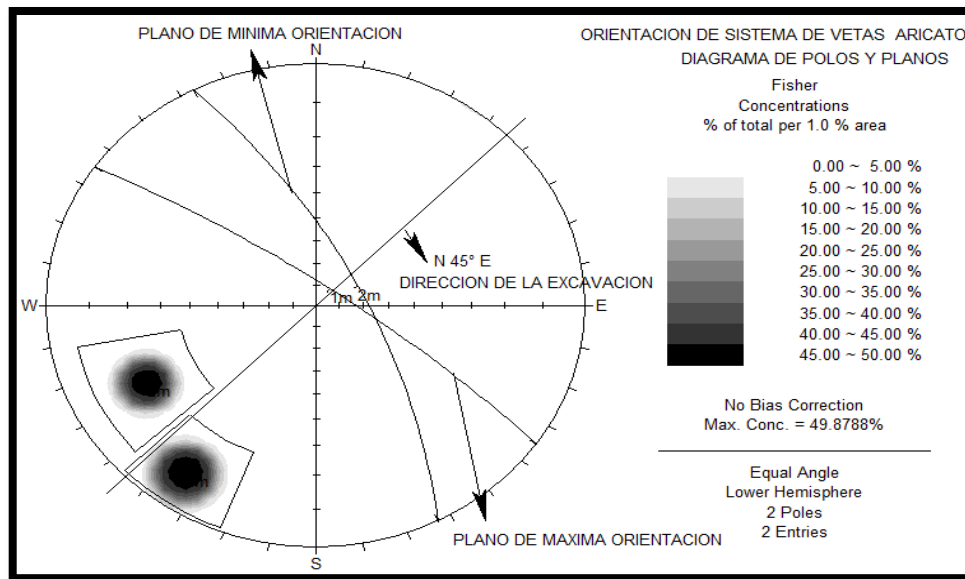 PLANO DE MINIMA ORIENTACION
N
W
E
S
N 45° E
DIRECCION DE LA EXCAVACION
1m
2m
m
m
PLANO DE MAXIMA ORIENTACION
ORIENTACION DE SISTEMA DE VETAS ARICATO
DIAGRAMA DE POLOS Y PLANOS
Fisher
Concentrations
% of total per 1.0 % area
0.00 ~ 5.00 %
5.00 ~ 10.00 %
10.00 ~ 15.00 %
15.00 ~ 20.00 %
20.00 ~ 25.00 %
25.00 ~ 30.00 %
30.00 ~ 35.00 %
35.00 ~ 40.00 %
40.00 ~ 45.00 %
45.00 ~ 50.00 %
No Bias Correction
Max. Conc. = 49.8788%
Equal Angle
Lower Hemisphere
2 Poles
2 Entries